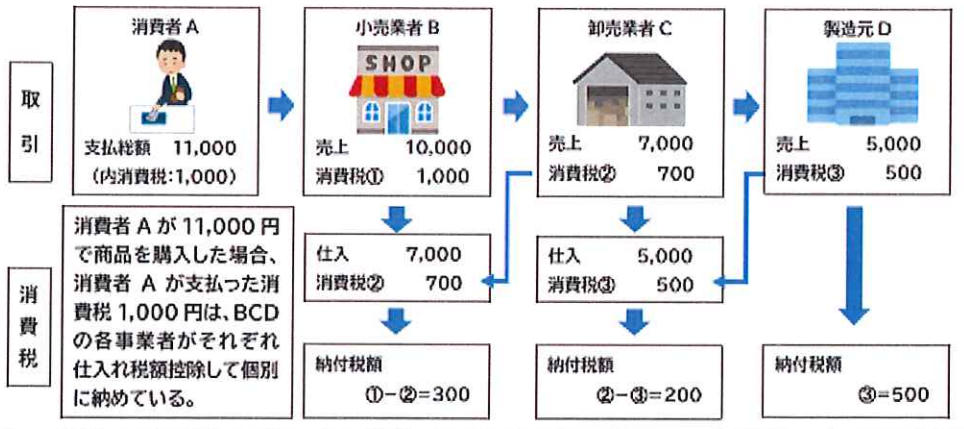 取引
消費者A
支払総額 11,000
(内消費税:1,000)
小売業者B
SHOP
売上 10,000
消費税① 1,000
卸売業者C
売上 7,000
消費税② 700
製造元D
売上 5,000
消費税③ 500
消費税
消費者Aが11,000円
で商品を購入した場合、
消費者Aが支払った消
費税1,000円は、BCD
の各事業者がそれぞれ
仕入れ税額控除して個別
に納めている。
仕入 7,000
消費税② 700
仕入 5,000
消費税③ 500
納付税額
①−②=300
納付税額
②−③=200
納付税額
③=500